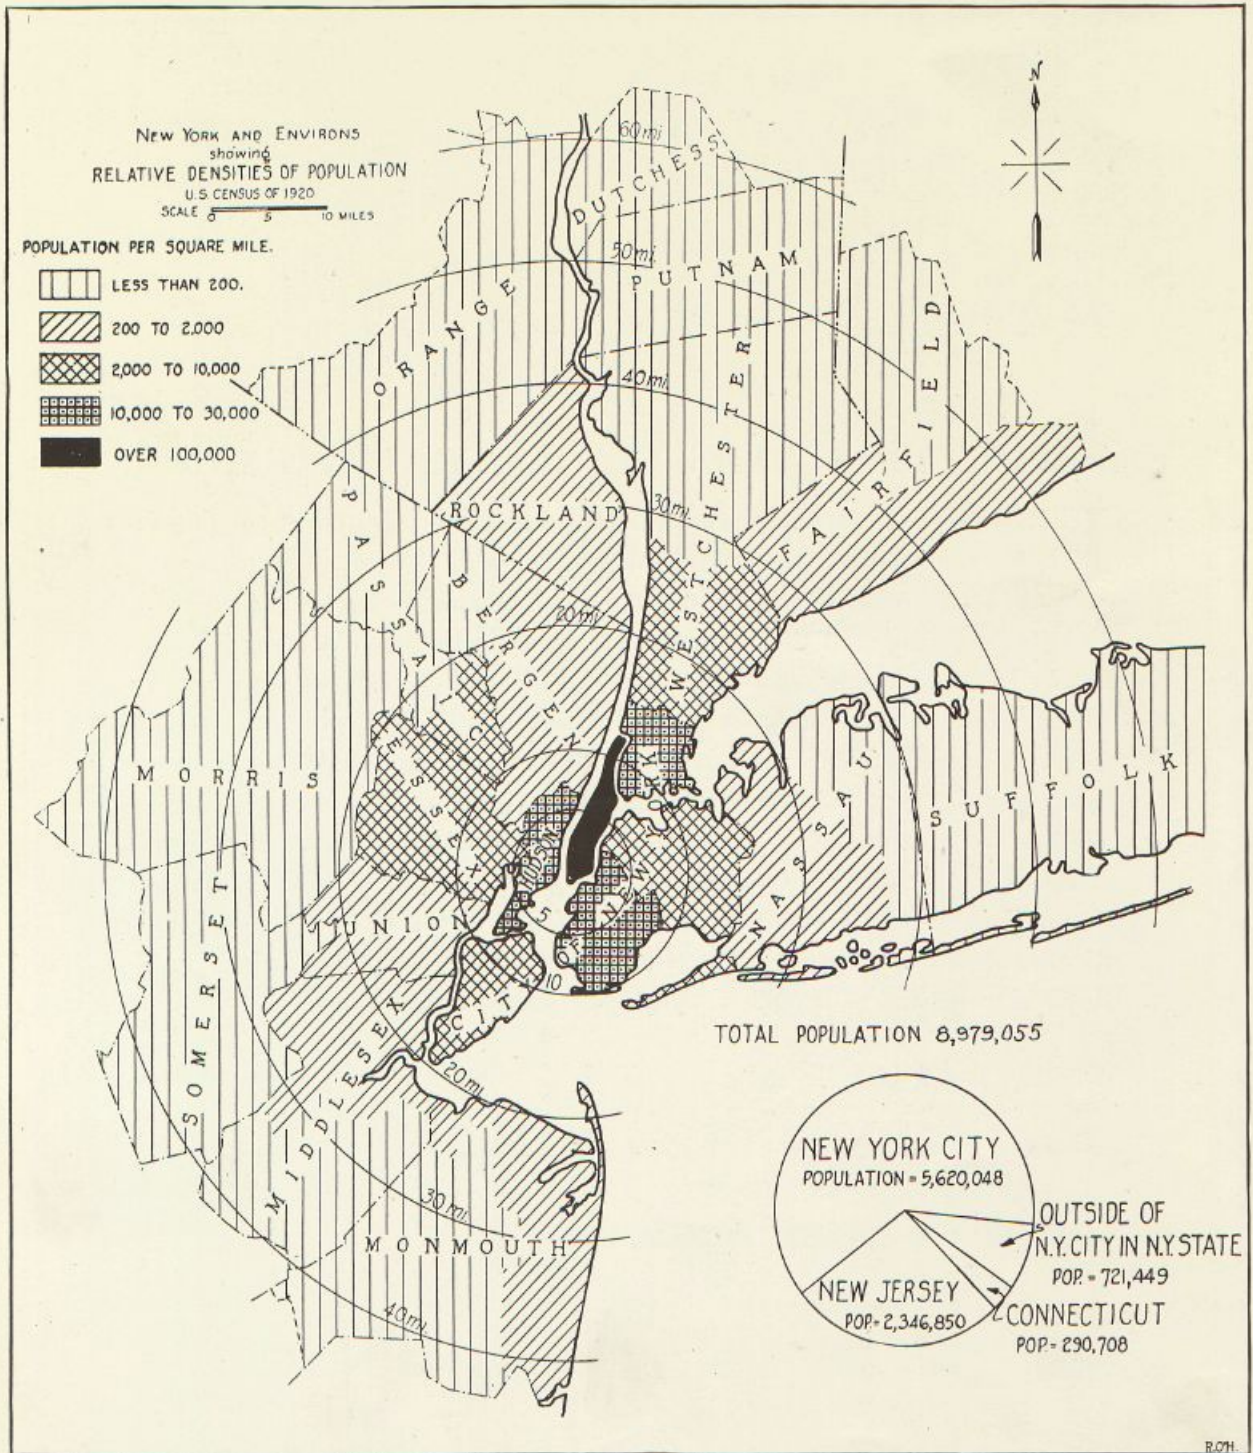 N
NEW YORK AND ENVIRONS
showing
RELATIVE DENSITIES OF POPULATION
U.S. CENSUS OF 1920
SCALE 0 5 10 MILES
POPULATION PER SQUARE MILE.
LESS THAN 200.
200 TO 2,000
2,000 TO 10,000
10,000 TO 30,000
OVER 100,000
60 mi.
DUTCHESS
50 mi.
PUTNAM
ORANGE
FAIRFIELD
40 mi.
WESTCHESTER
30 mi.
ROCKLAND
PASSAIC
BERGEN
20 mi.
MORRIS
ESSEX
HUDSON
CITY OF NEW YORK
NASSAU
SUFFOLK
UNION
5
10
SOMERSET
MIDDLESEX
20 mi.
30 mi.
MONMOUTH
40 mi.
TOTAL POPULATION 8,979,055
NEW YORK CITY
POPULATION = 5,620,048
OUTSIDE OF
N.Y. CITY IN N.Y. STATE
POP. = 721,449
NEW JERSEY
POP. = 2,346,850
CONNECTICUT
POP. = 290,708
R.O'H.